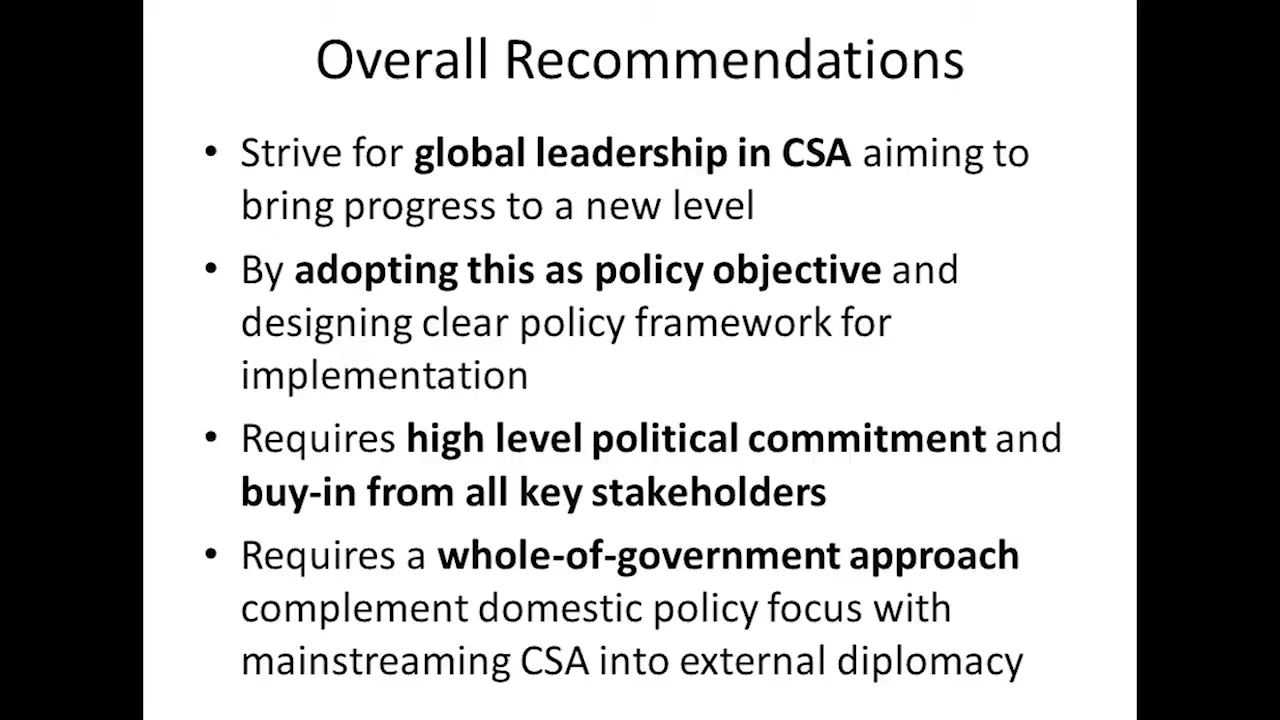 Overall Recommendations
• Strive for global leadership in CSA aiming to
bring progress to a new level
• By adopting this as policy objective and
designing clear policy framework for
implementation
• Requires high level political commitment and
buy-in from all key stakeholders
• Requires a whole-of-government approach
complement domestic policy focus with
mainstreaming CSA into external diplomacy